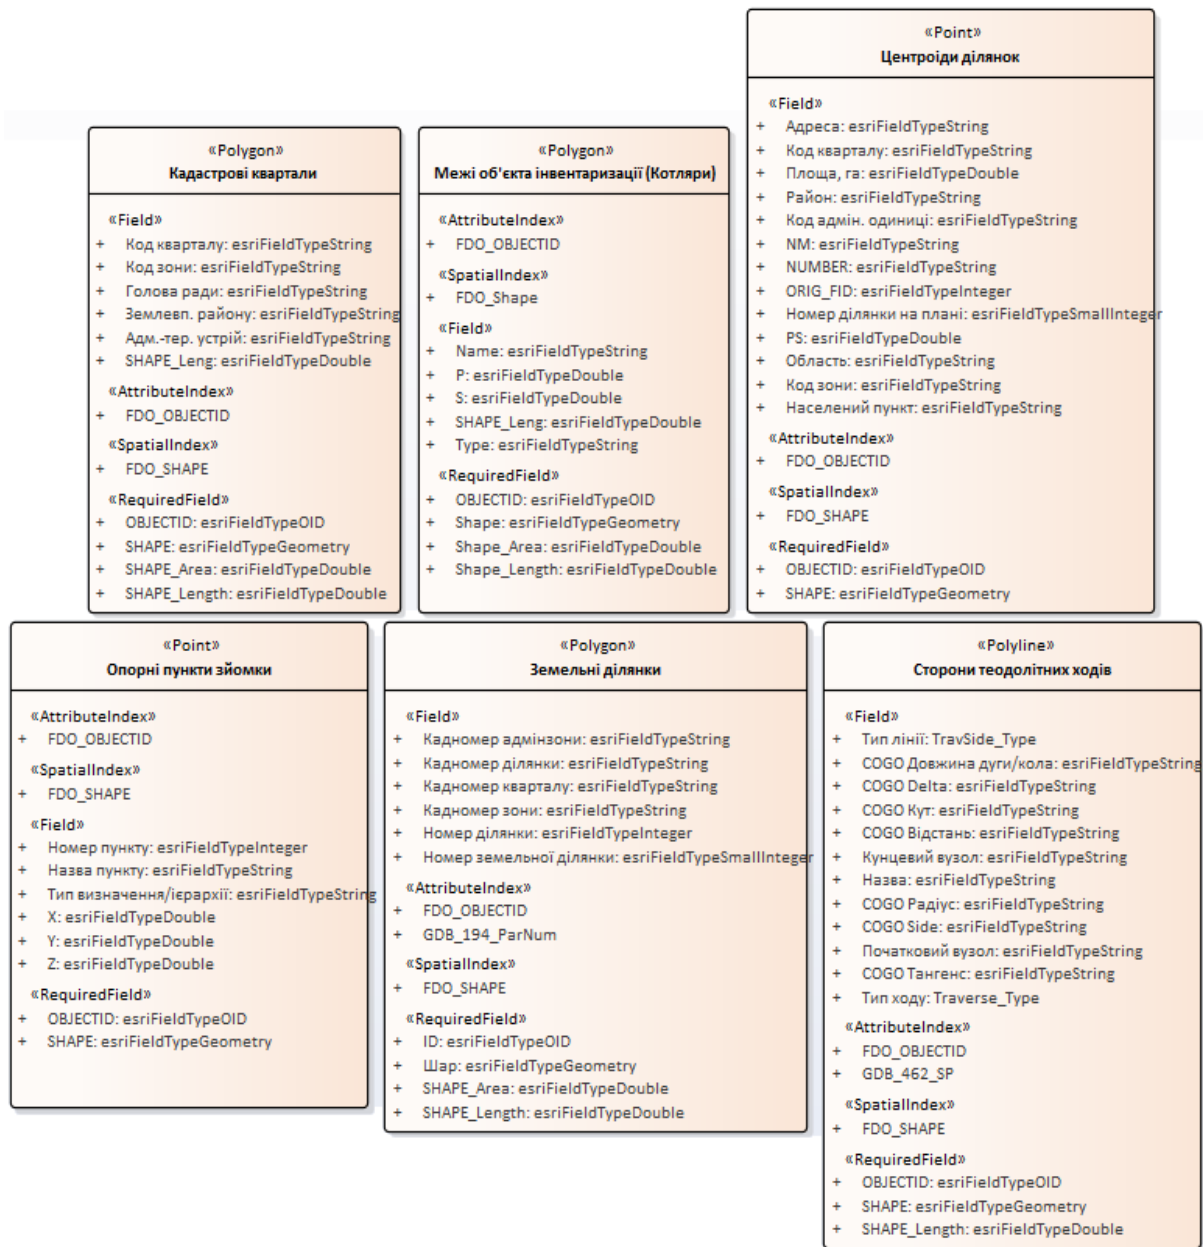 «Polygon»
Кадастрові квартали
«Field»
+ Код кварталу: esriFieldTypeString
+ Код зони: esriFieldTypeString
+ Голова ради: esriFieldTypeString
+ Землевп. району: esriFieldTypeString
+ Адм.-тер. устрій: esriFieldTypeString
+ SHAPE_Leng: esriFieldTypeDouble
«AttributeIndex»
+ FDO_OBJECTID
«SpatialIndex»
+ FDO_SHAPE
«RequiredField»
+ OBJECTID: esriFieldTypeOID
+ SHAPE: esriFieldTypeGeometry
+ SHAPE_Area: esriFieldTypeDouble
+ SHAPE_Length: esriFieldTypeDouble
«Polygon»
Межі об'єкта інвентаризації (Котляри)
«AttributeIndex»
+ FDO_OBJECTID
«SpatialIndex»
+ FDO_Shape
«Field»
+ Name: esriFieldTypeString
+ P: esriFieldTypeDouble
+ S: esriFieldTypeDouble
+ SHAPE_Leng: esriFieldTypeDouble
+ Type: esriFieldTypeString
«RequiredField»
+ OBJECTID: esriFieldTypeOID
+ Shape: esriFieldTypeGeometry
+ Shape_Area: esriFieldTypeDouble
+ Shape_Length: esriFieldTypeDouble
«Point»
Центроїди ділянок
«Field»
+ Адреса: esriFieldTypeString
+ Код кварталу: esriFieldTypeString
+ Площа, га: esriFieldTypeDouble
+ Район: esriFieldTypeString
+ Код адмін. одиниці: esriFieldTypeString
+ NM: esriFieldTypeString
+ NUMBER: esriFieldTypeString
+ ORIG_FID: esriFieldTypeInteger
+ Номер ділянки на плані: esriFieldTypeSmallInteger
+ PS: esriFieldTypeDouble
+ Область: esriFieldTypeString
+ Код зони: esriFieldTypeString
+ Населений пункт: esriFieldTypeString
«AttributeIndex»
+ FDO_OBJECTID
«SpatialIndex»
+ FDO_SHAPE
«RequiredField»
+ OBJECTID: esriFieldTypeOID
+ SHAPE: esriFieldTypeGeometry
«Point»
Опорні пункти зйомки
«AttributeIndex»
+ FDO_OBJECTID
«SpatialIndex»
+ FDO_SHAPE
«Field»
+ Номер пункту: esriFieldTypeInteger
+ Назва пункту: esriFieldTypeString
+ Тип визначення/ієрархії: esriFieldTypeString
+ X: esriFieldTypeDouble
+ Y: esriFieldTypeDouble
+ Z: esriFieldTypeDouble
«RequiredField»
+ OBJECTID: esriFieldTypeOID
+ SHAPE: esriFieldTypeGeometry
«Polygon»
Земельні ділянки
«Field»
+ Кадномер адмінзони: esriFieldTypeString
+ Кадномер ділянки: esriFieldTypeString
+ Кадномер кварталу: esriFieldTypeString
+ Кадномер зони: esriFieldTypeString
+ Номер ділянки: esriFieldTypeInteger
+ Номер земельної ділянки: esriFieldTypeSmallInteger
«AttributeIndex»
+ FDO_OBJECTID
+ GDB_194_ParNum
«SpatialIndex»
+ FDO_SHAPE
«RequiredField»
+ ID: esriFieldTypeOID
+ Шар: esriFieldTypeGeometry
+ SHAPE_Area: esriFieldTypeDouble
+ SHAPE_Length: esriFieldTypeDouble
«Polyline»
Сторони теодолітних ходів
«Field»
+ Тип лінії: TravSide_Type
+ COGO Довжина дуги/кола: esriFieldTypeString
+ COGO Delta: esriFieldTypeString
+ COGO Кут: esriFieldTypeString
+ COGO Відстань: esriFieldTypeString
+ Кунцевий вузол: esriFieldTypeString
+ Назва: esriFieldTypeString
+ COGO Радіус: esriFieldTypeString
+ COGO Side: esriFieldTypeString
+ Початковий вузол: esriFieldTypeString
+ COGO Тангенс: esriFieldTypeString
+ Тип ходу: Traverse_Type
«AttributeIndex»
+ FDO_OBJECTID
+ GDB_462_SP
«SpatialIndex»
+ FDO_SHAPE
«RequiredField»
+ OBJECTID: esriFieldTypeOID
+ SHAPE: esriFieldTypeGeometry
+ SHAPE_Length: esriFieldTypeDouble